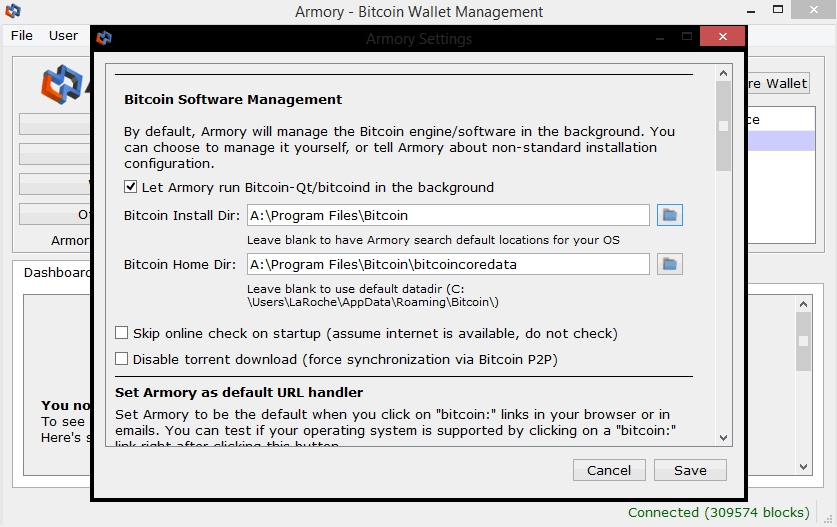 Armory - Bitcoin Wallet Management
File User
Armory Settings
re Wallet
ce
Bitcoin Software Management
By default, Armory will manage the Bitcoin engine/software in the background. You
can choose to manage it yourself, or tell Armory about non-standard installation
configuration.
Let Armory run Bitcoin-Qt/bitcoind in the background
Bitcoin Install Dir: A:\Program Files\Bitcoin
Leave blank to have Armory search default locations for your OS
Armor
Bitcoin Home Dir: A:\Program Files\Bitcoin\bitcoincoredata
Dashboard
Leave blank to use default datadir (C:
\Users\LaRoche\AppData\Roaming\Bitcoin\)
Skip online check on startup (assume internet is available, do not check)
Disable torrent download (force synchronization via Bitcoin P2P)
Set Armory as default URL handler
You no
Set Armory to be the default when you click on "bitcoin:" links in your browser or in
To see
emails. You can test if your operating system is supported by clicking on a "bitcoin:"
Here's s
link right after clicking this button.
Cancel Save
Connected (309574 blocks)